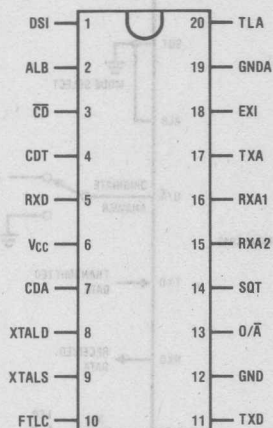 DSI 1 20 TLA
ALB 2 19 GNDA
C̅D̅ 3 18 EXI
CDT 4 17 TXA
RXD 5 16 RXA1
VCC 6 15 RXA2
CDA 7 14 SQT
XTALD 8 13 O/A̅
XTALS 9 12 GND
FTLC 10 11 TXD